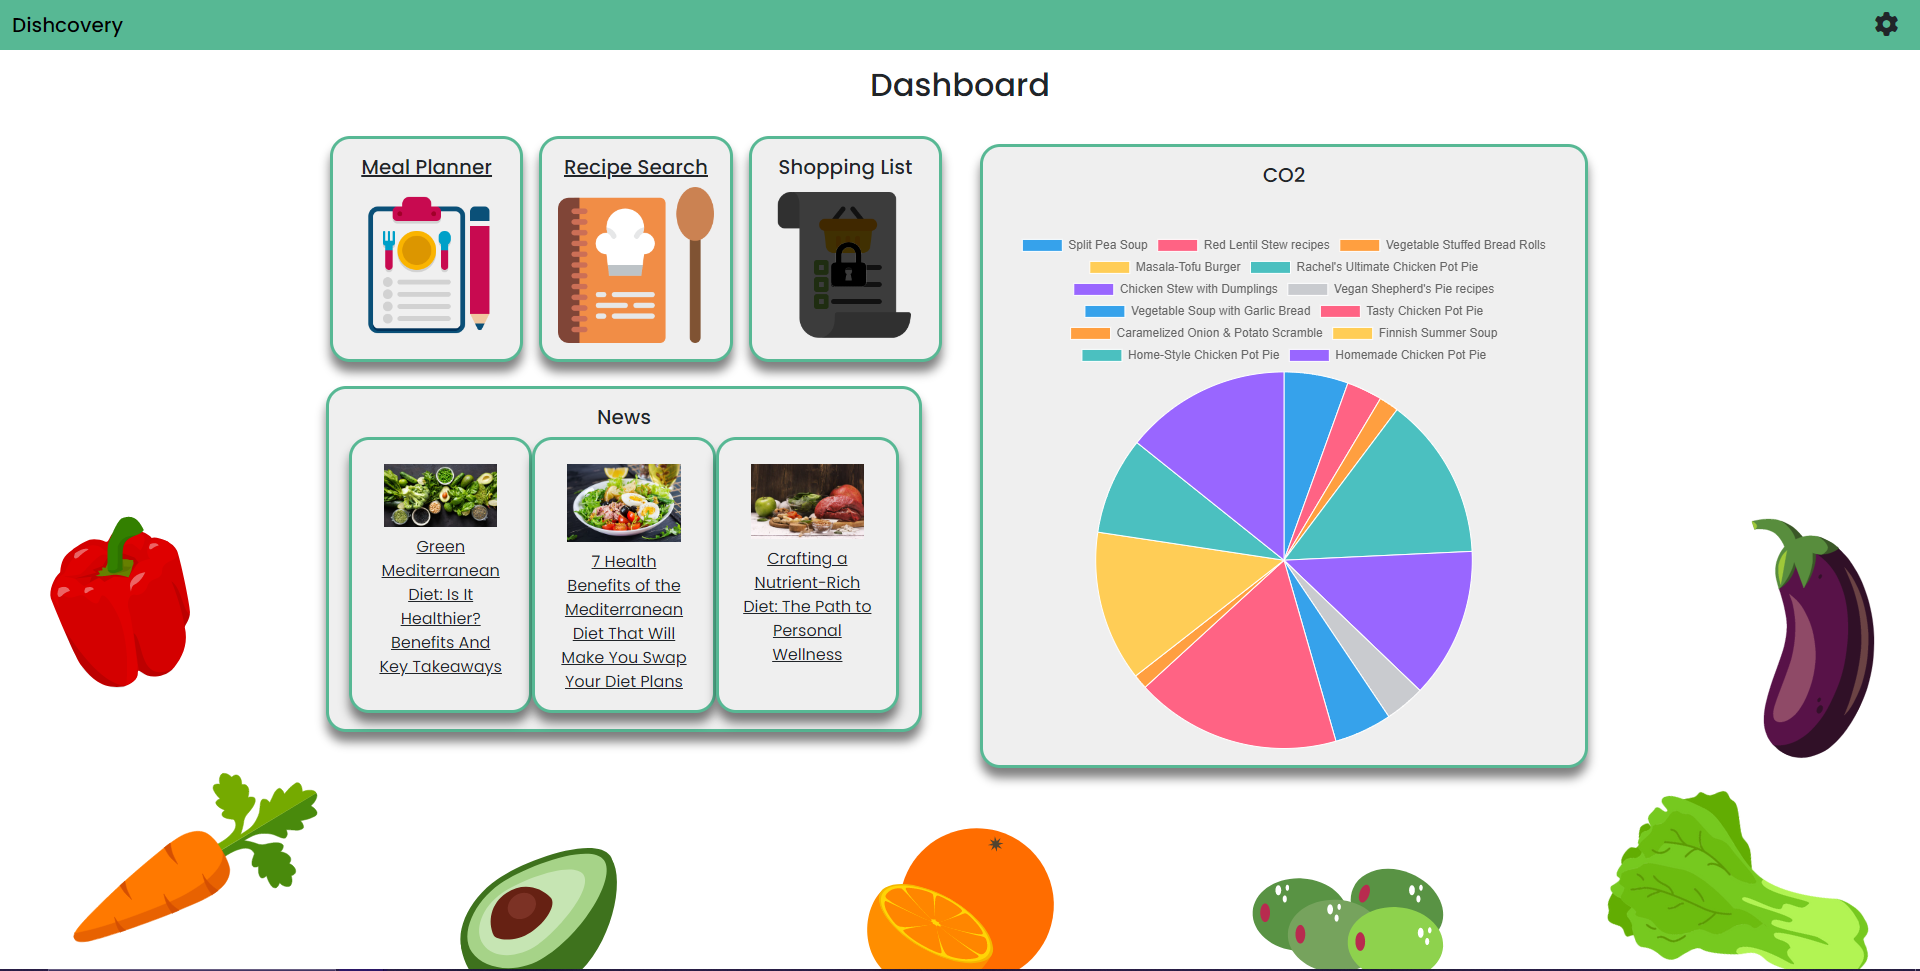 Dishcovery
Dashboard
Meal Planner
Recipe Search
Shopping List
CO2
Split Pea Soup Red Lentil Stew recipes Vegetable Stuffed Bread Rolls
Masala-Tofu Burger Rachel's Ultimate Chicken Pot Pie
Chicken Stew with Dumplings Vegan Shepherd's Pie recipes
Vegetable Soup with Garlic Bread Tasty Chicken Pot Pie
Caramelized Onion & Potato Scramble Finnish Summer Soup
Home-Style Chicken Pot Pie Homemade Chicken Pot Pie
News
Green
Mediterranean
Diet: Is It
Healthier?
Benefits And
Key Takeaways
7 Health
Benefits of the
Mediterranean
Diet That Will
Make You Swap
Your Diet Plans
Crafting a
Nutrient-Rich
Diet: The Path to
Personal
Wellness